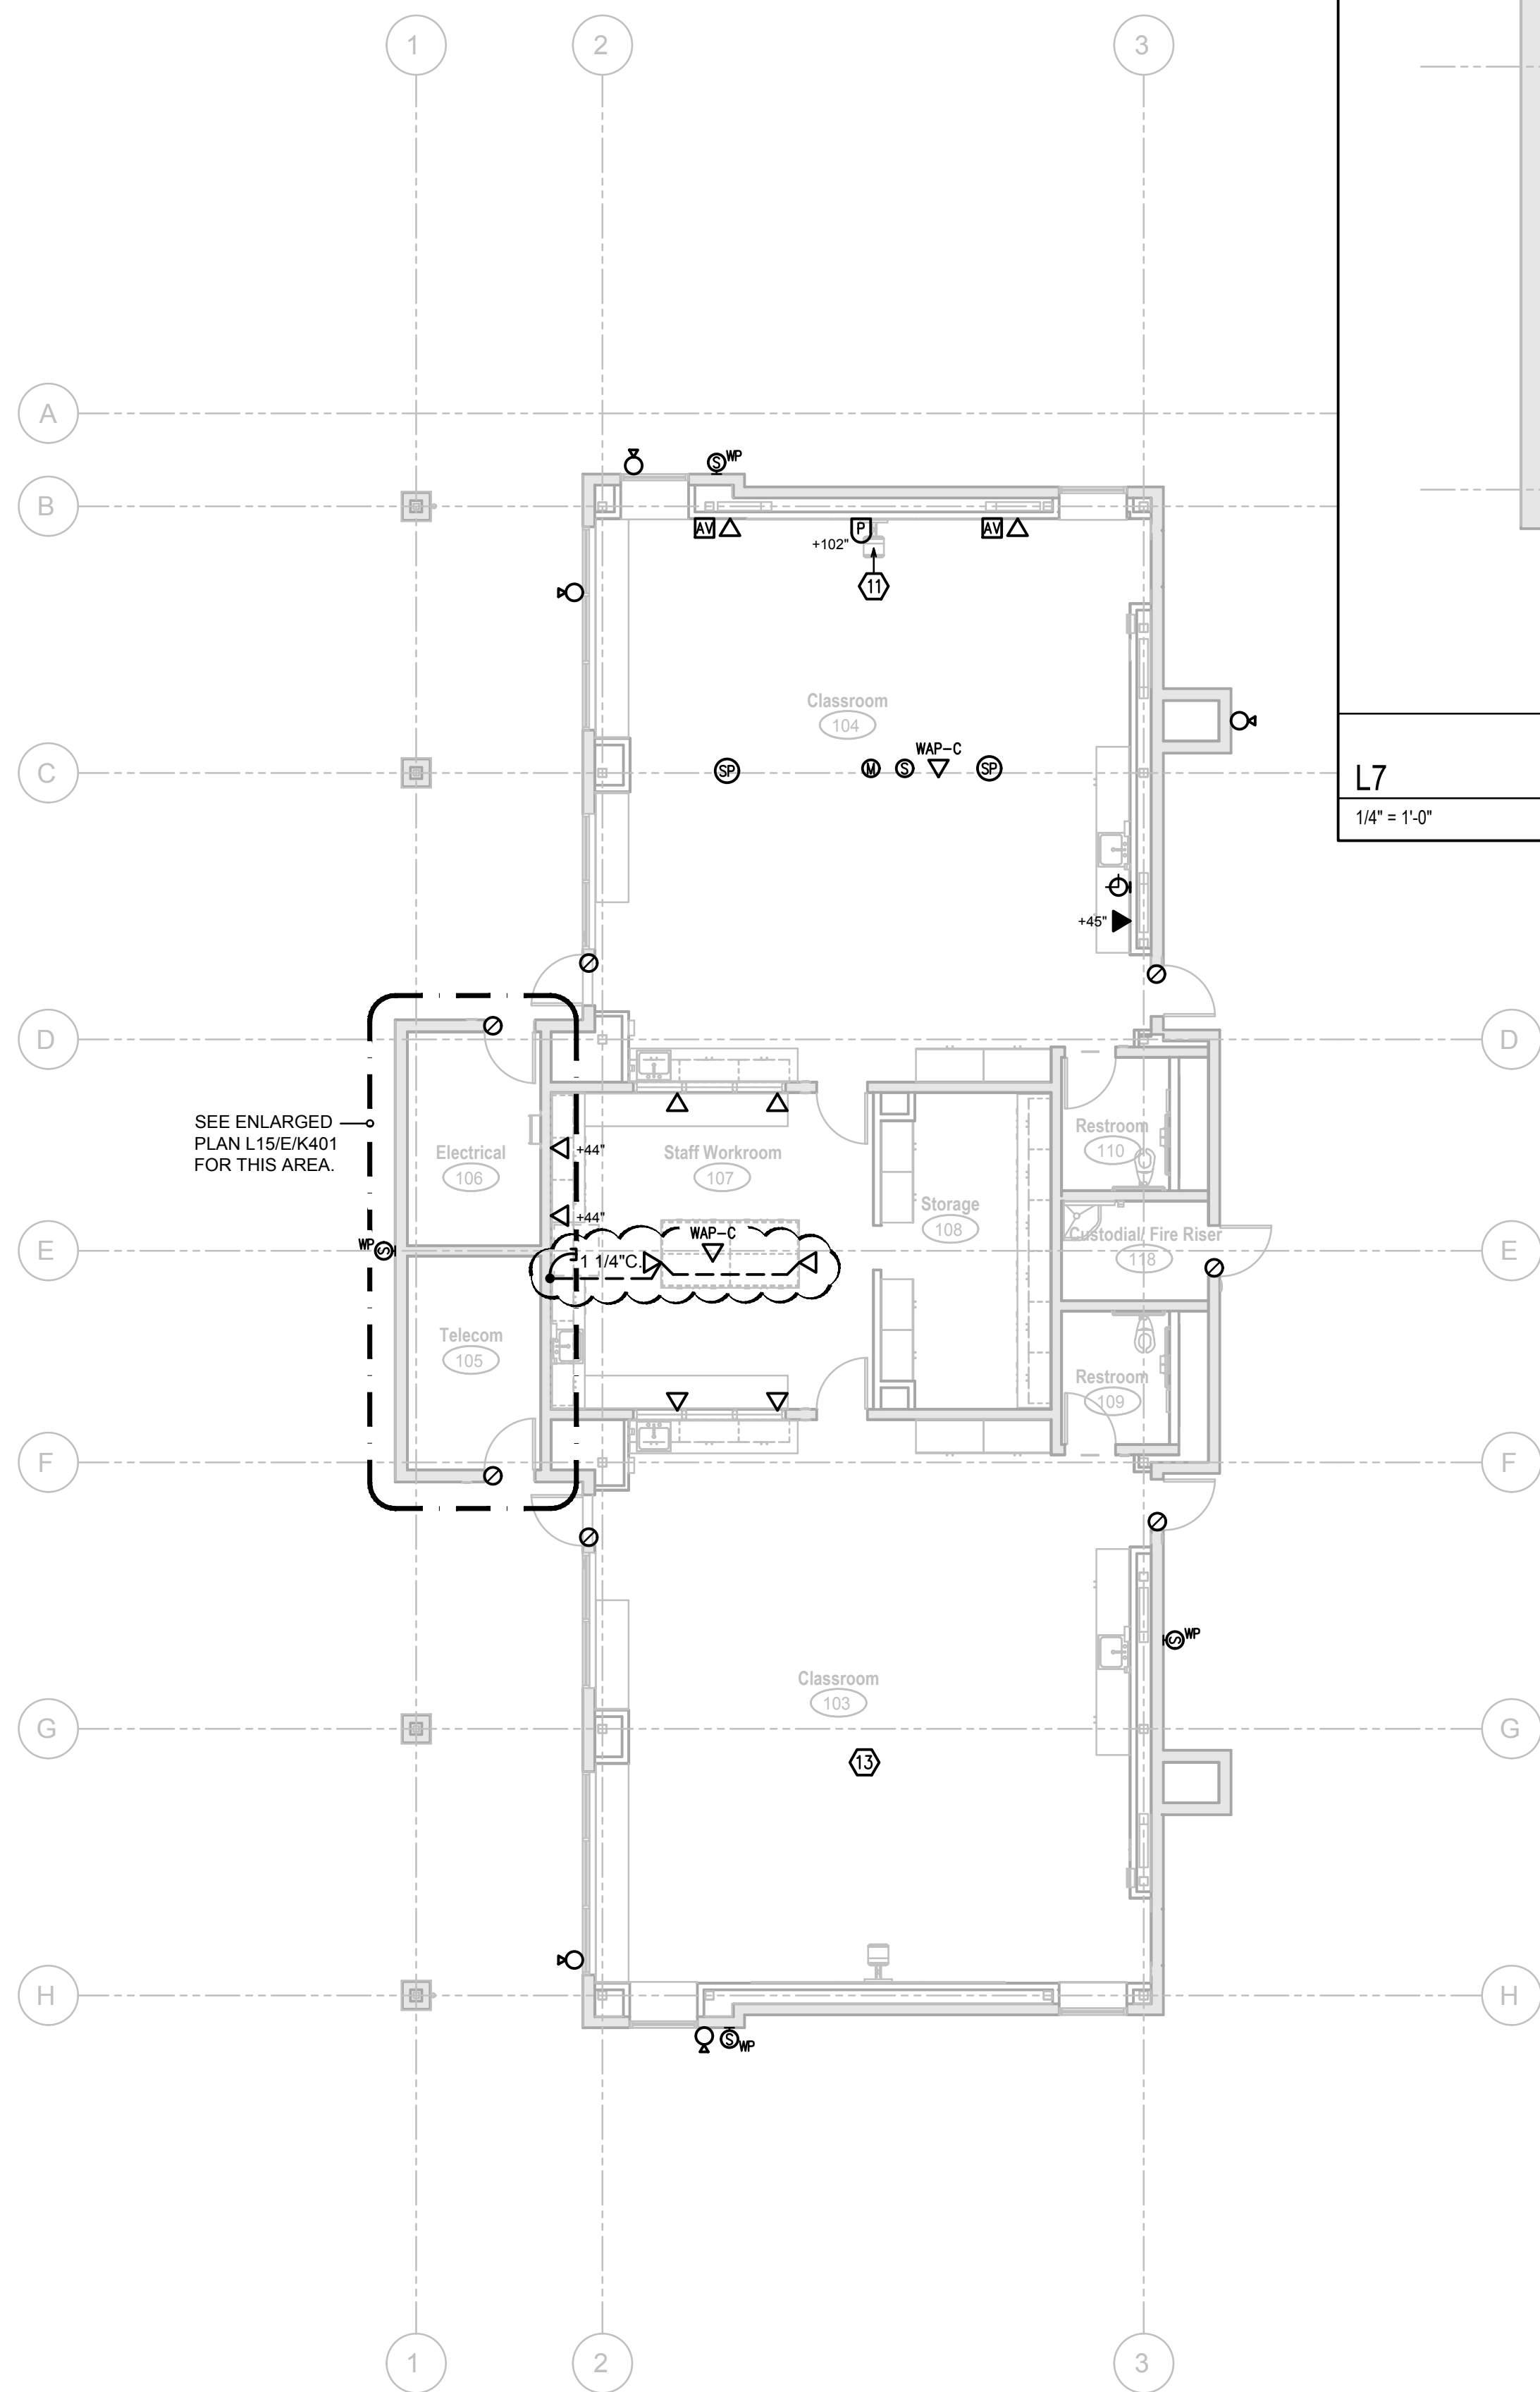 1
2
3
A
B
S WP
AV
AV
P
+102"
11
Classroom
104
C
WAP-C
SP
M
S
SP
L7
1/4" = 1'-0"
+45"
D
D
SEE ENLARGED
PLAN L15/E/K401
FOR THIS AREA.
Electrical
106
+44"
Staff Workroom
107
Restroom
110
+44"
Storage
108
Custodial/ Fire Riser
118
E
WP S
WAP-C
1 1/4"C.
E
Telecom
105
Restroom
109
F
F
S WP
Classroom
103
G
G
13
H
H
S WP
1
2
3